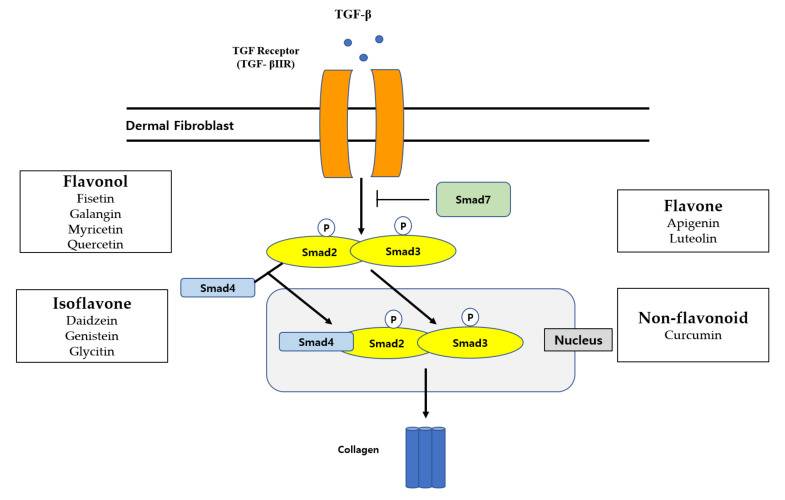 TGF-β
TGF Receptor
(TGF- βIIR)
Dermal Fibroblast
Flavonol
Fisetin
Galangin
Myricetin
Quercetin
Smad7
Flavone
Apigenin
Luteolin
P
P
Smad2
Smad3
Smad4
Isoflavone
Daidzein
Genistein
Glycitin
P
P
Smad4
Smad2
Smad3
Nucleus
Non-flavonoid
Curcumin
Collagen